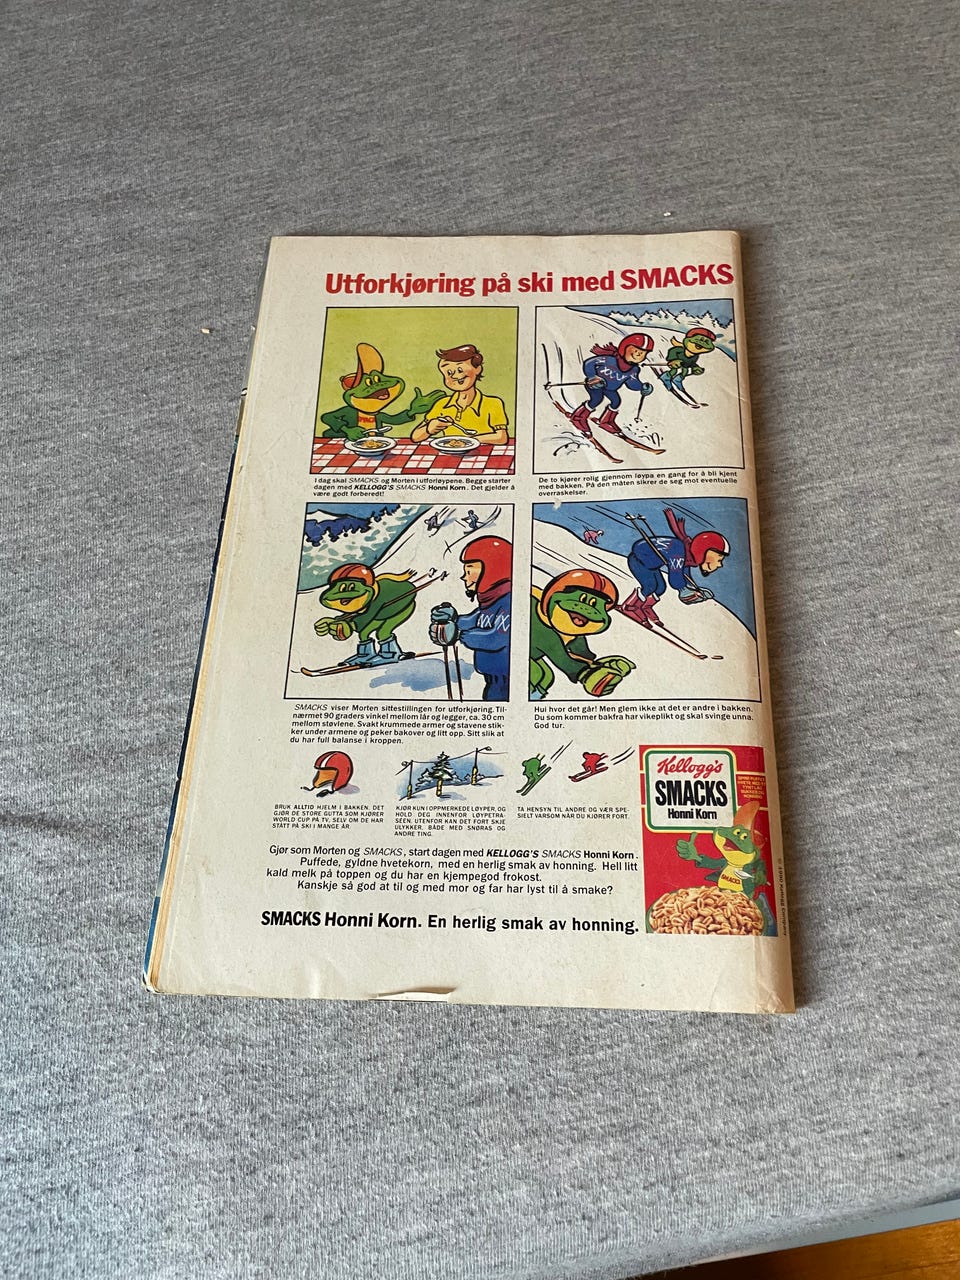 Utforkjøring på ski med SMACKS
SMACKS
I dag skal SMACKS og Morten i utforløypene. Begge starter
dagen med KELLOGG'S SMACKS Honni Korn. Det gjelder å
være godt forberedt!
De to kjører rolig gjennom løypa en gang for å bli kjent
med bakken. På den måten sikrer de seg mot eventuelle
overraskelser.
SMACKS viser Morten sittestillingen for utforkjøring. Til-
nærmet 90 graders vinkel mellom lår og legger, ca. 30 cm
mellom støvlene. Svakt krummede armer og stavene stik-
ker under armene og peker bakover og litt opp. Sitt slik at
du har full balanse i kroppen.
Hui hvor det går! Men glem ikke at det er andre i bakken.
Du som kommer bakfra har vikeplikt og skal svinge unna.
God tur.
BRUK ALLTID HJELM I BAKKEN. DET
GJØR DE STORE GUTTA SOM KJØRER
WORLD CUP PÅ TV, SELV OM DE HAR
STÅTT PÅ SKI I MANGE ÅR.
KJØR KUN I OPPMERKEDE LØYPER, OG
HOLD DEG INNENFOR LØYPETRA-
SÉEN. UTENFOR KAN DET FORT SKJE
ULYKKER, BÅDE MED SNØRAS OG
ANDRE TING.
TA HENSYN TIL ANDRE OG VÆR SPE-
SIELT VARSOM NÅR DU KJØRER FORT.
Gjør som Morten og SMACKS, start dagen med KELLOGG'S SMACKS Honni Korn.
Puffede, gyldne hvetekorn, med en herlig smak av honning. Hell litt
kald melk på toppen og du har en kjempegod frokost.
Kanskje så god at til og med mor og far har lyst til å smake?
SMACKS Honni Korn. En herlig smak av honning.
Kellogg's
SMACKS
Honni Korn
SMACKS
© 1990 Kellogg Company